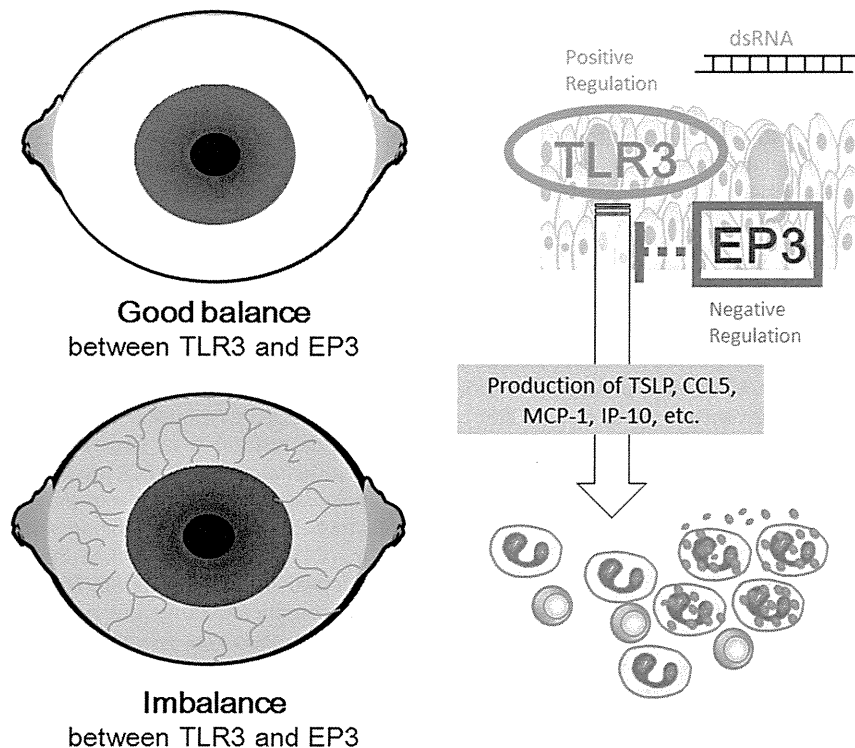 Good balance
between TLR3 and EP3
Imbalance
between TLR3 and EP3
Positive
Regulation
dsRNA
TLR3
EP3
Negative
Regulation
Production of TSLP, CCL5,
MCP-1, IP-10, etc.